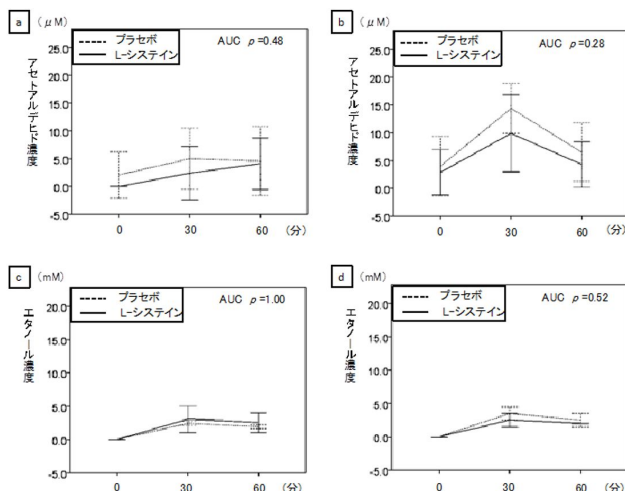 a (μM)
プラセボ
L-システイン
AUC p=0.48
アセトアルデヒド濃度
25.0
20.0
15.0
10.0
5.0
0.0
-5.0
0 30 60 (分)
b (μM)
プラセボ
L-システイン
AUC p=0.28
アセトアルデヒド濃度
25.0
20.0
15.0
10.0
5.0
0.0
-5.0
0 30 60 (分)
c (mM)
プラセボ
L-システイン
AUC p=1.00
エタノール濃度
20.0
15.0
10.0
5.0
0.0
-5.0
0 30 60 (分)
d (mM)
プラセボ
L-システイン
AUC p=0.52
エタノール濃度
20.0
15.0
10.0
5.0
0.0
-5.0
0 30 60 (分)